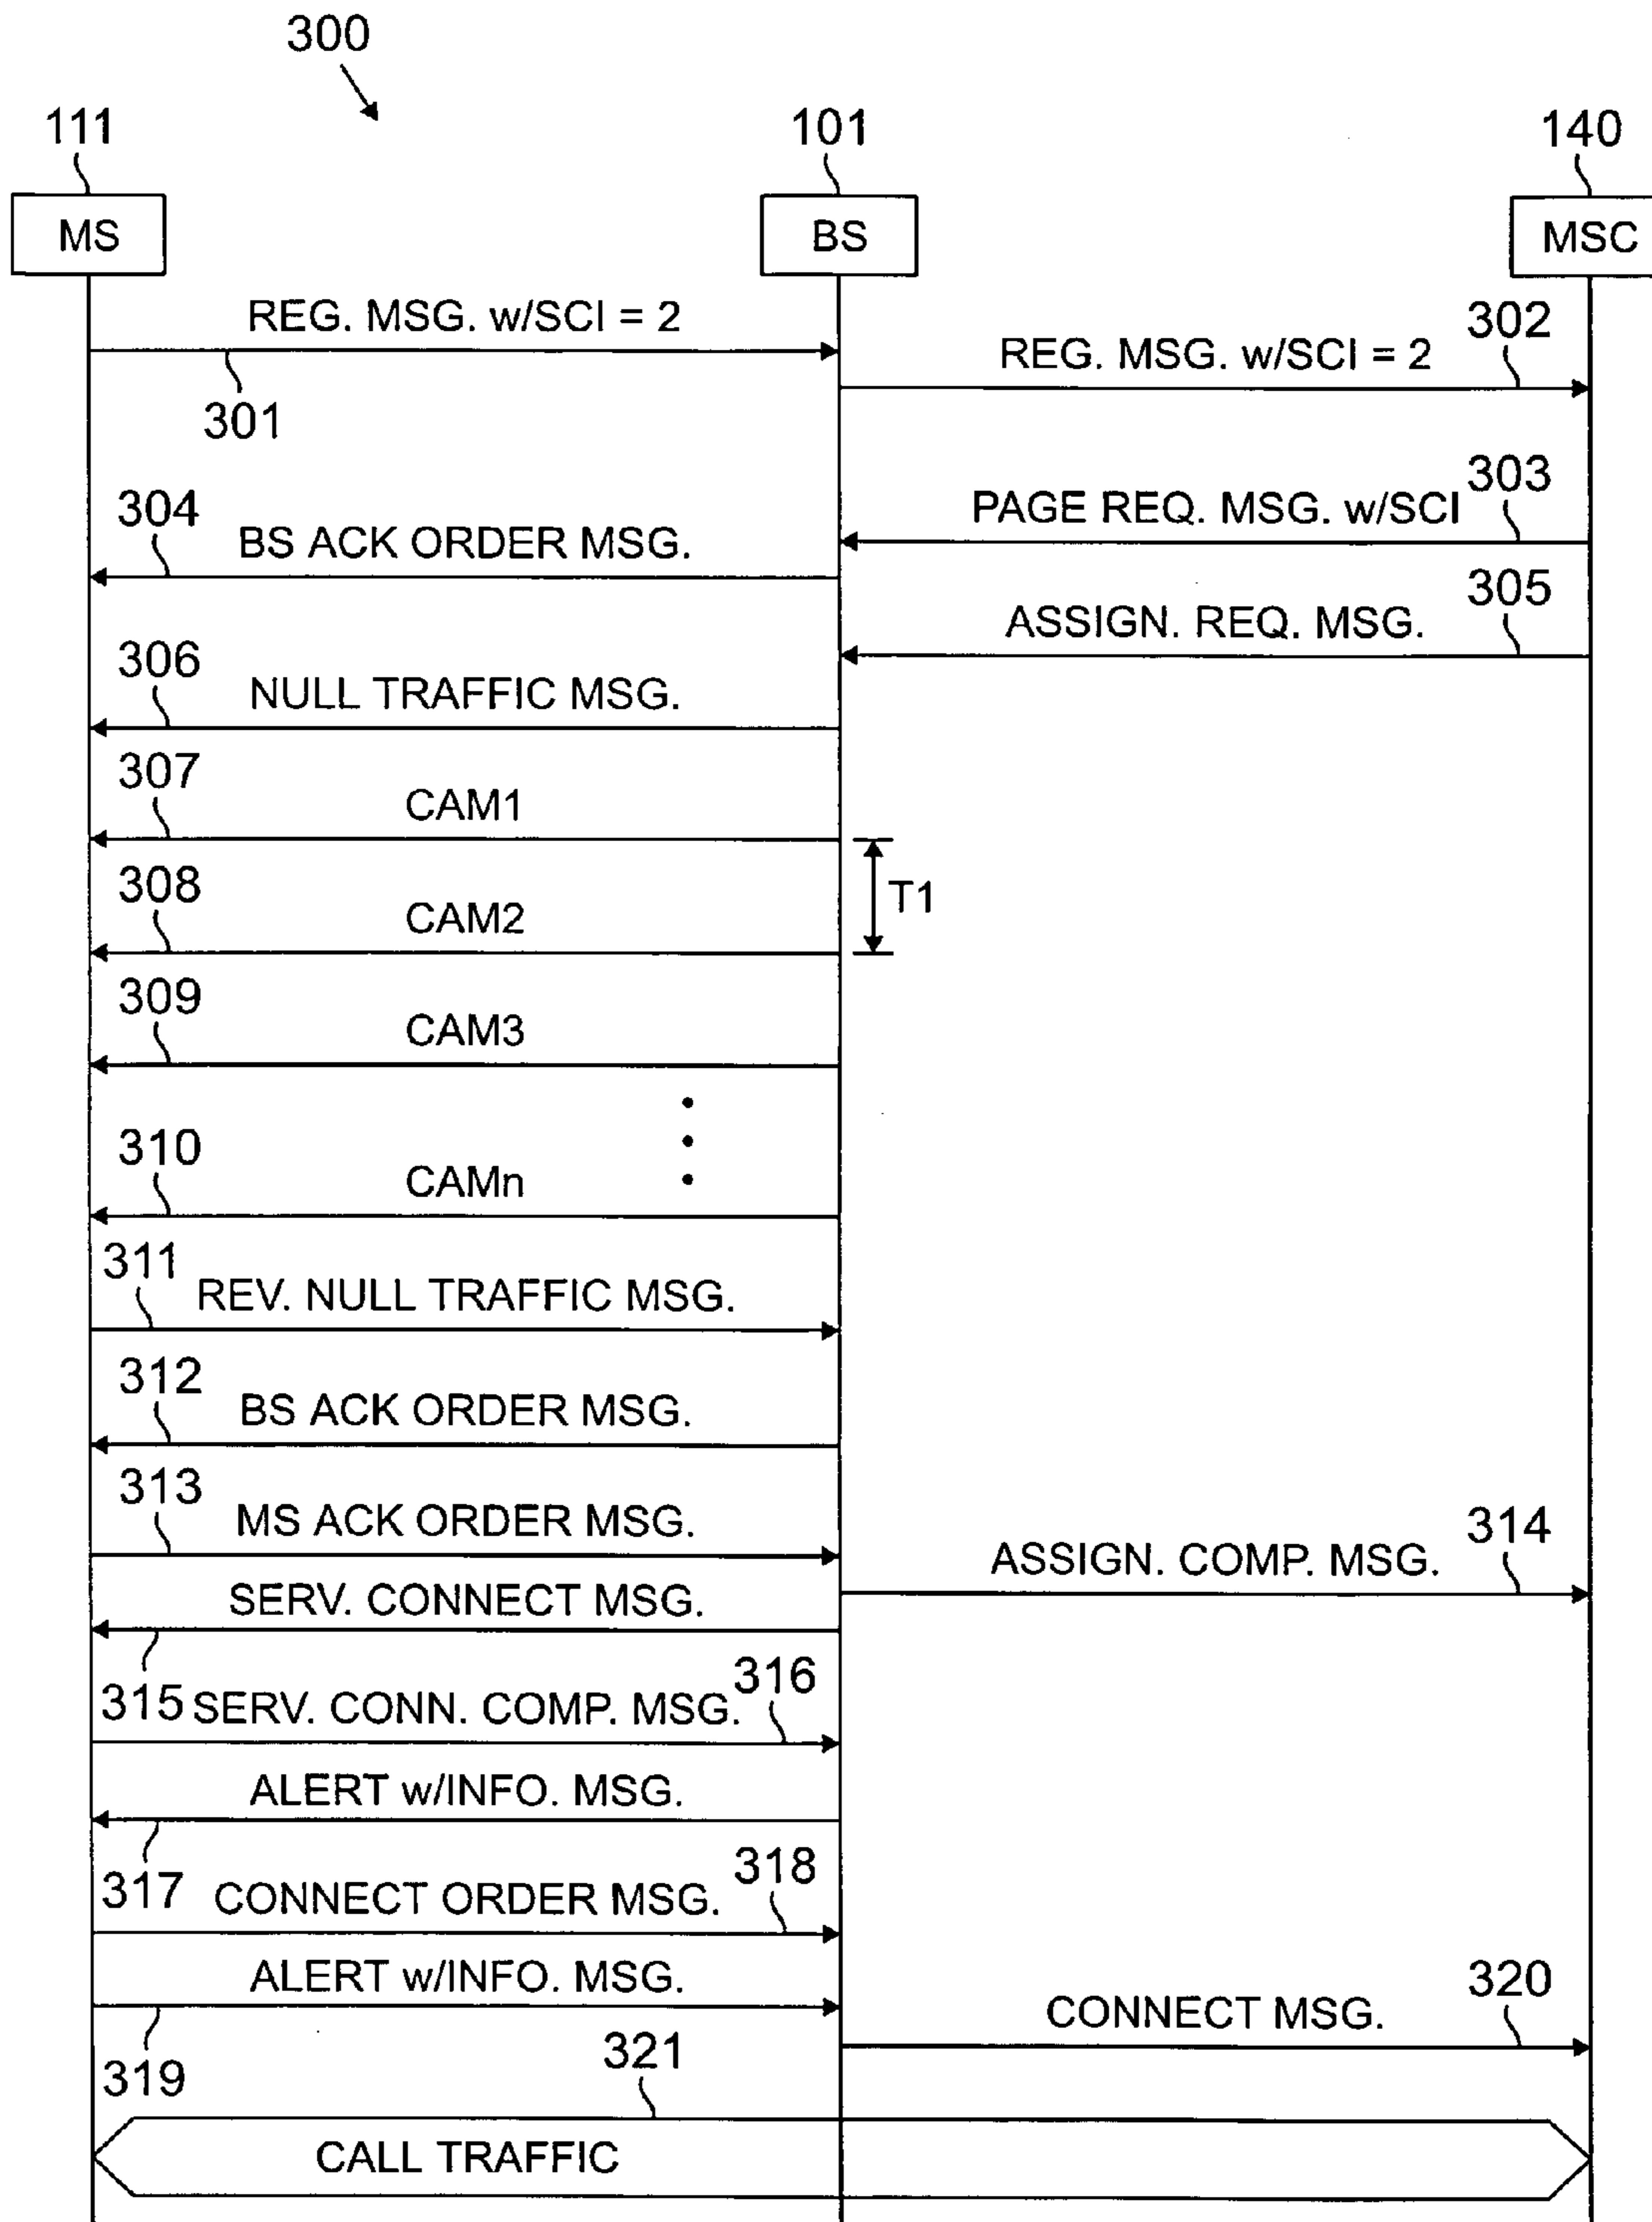 300
111
101
140
MS
BS
MSC
REG. MSG. w/SCI = 2
301
302
REG. MSG. w/SCI = 2
303
PAGE REQ. MSG. w/SCI
304
BS ACK ORDER MSG.
305
ASSIGN. REQ. MSG.
306
NULL TRAFFIC MSG.
307
CAM1
T1
308
CAM2
309
CAM3
310
CAMn
311
REV. NULL TRAFFIC MSG.
312
BS ACK ORDER MSG.
313
MS ACK ORDER MSG.
314
ASSIGN. COMP. MSG.
SERV. CONNECT MSG.
315
316
SERV. CONN. COMP. MSG.
ALERT w/INFO. MSG.
317
318
CONNECT ORDER MSG.
ALERT w/INFO. MSG.
319
320
CONNECT MSG.
321
CALL TRAFFIC